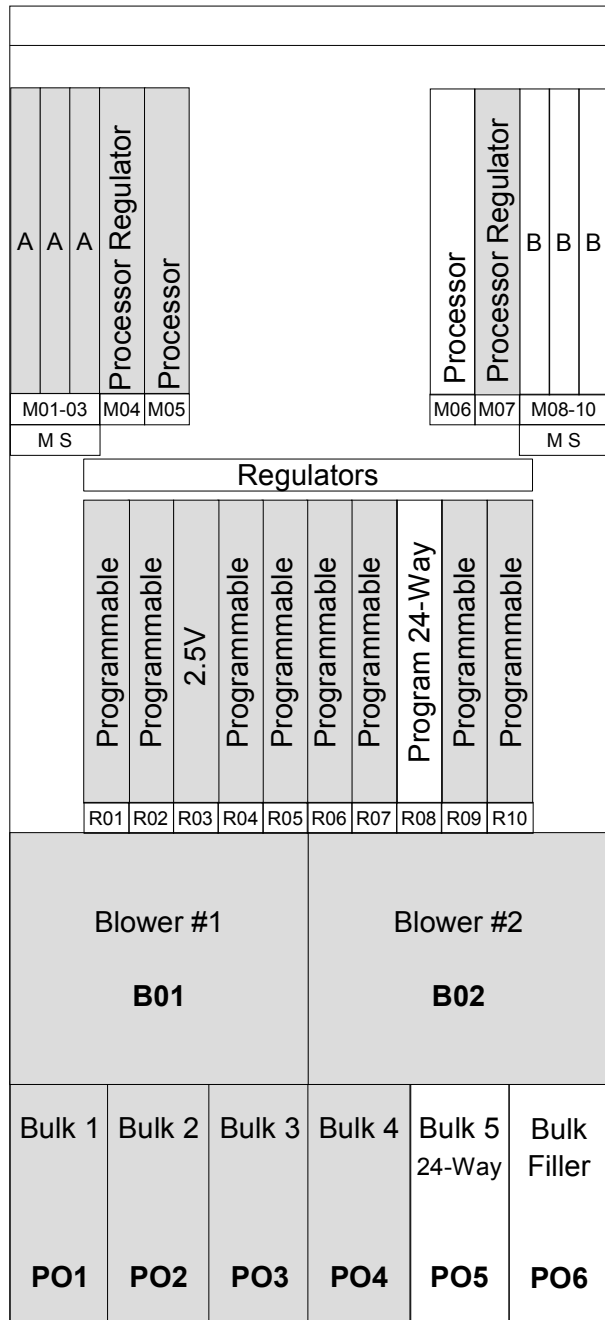 A A A Processor Regulator Processor
Processor Processor Regulator B B B
M01-03 M04 M05
M06 M07 M08-10
M S
M S
Regulators
Programmable Programmable 2.5V Programmable Programmable Programmable Programmable Program 24-Way Programmable Programmable
R01 R02 R03 R04 R05 R06 R07 R08 R09 R10
Blower #1
B01
Blower #2
B02
Bulk 1 Bulk 2 Bulk 3 Bulk 4 Bulk 5 Bulk
24-Way Filler
PO1 PO2 PO3 PO4 PO5 PO6